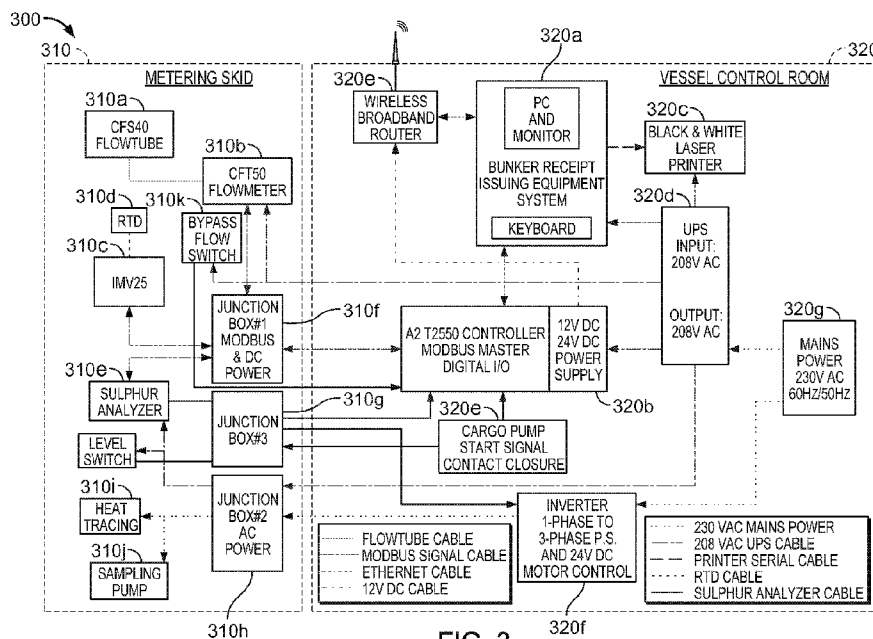 300
310
METERING SKID
310a
CFS40
FLOWTUBE
310b
CFT50
FLOWMETER
310k
BYPASS
FLOW
SWITCH
310d
RTD
310c
IMV25
JUNCTION
BOX#1
MODBUS
& DC
POWER
310f
310e
SULPHUR
ANALYZER
JUNCTION
BOX#3
310g
LEVEL
SWITCH
310i
HEAT
TRACING
JUNCTION
BOX#2
AC
POWER
310j
SAMPLING
PUMP
310h
320
VESSEL CONTROL ROOM
320e
WIRELESS
BROADBAND
ROUTER
320a
PC
AND
MONITOR
BUNKER RECEIPT
ISSUING EQUIPMENT
SYSTEM
KEYBOARD
320c
BLACK & WHITE
LASER
PRINTER
320d
UPS
INPUT:
208V AC
OUTPUT:
208V AC
320g
MAINS
POWER
230V AC
60HZ/50HZ
A2 T2550 CONTROLLER
MODBUS MASTER
DIGITAL I/O
12V DC
24V DC
POWER
SUPPLY
320b
320e
CARGO PUMP
START SIGNAL
CONTACT CLOSURE
INVERTER
1-PHASE TO
3-PHASE P.S.
AND 24V DC
MOTOR CONTROL
320f
FLOWTUBE CABLE
MODBUS SIGNAL CABLE
ETHERNET CABLE
12V DC CABLE
230 VAC MAINS POWER
208 VAC UPS CABLE
PRINTER SERIAL CABLE
RTD CABLE
SULPHUR ANALYZER CABLE